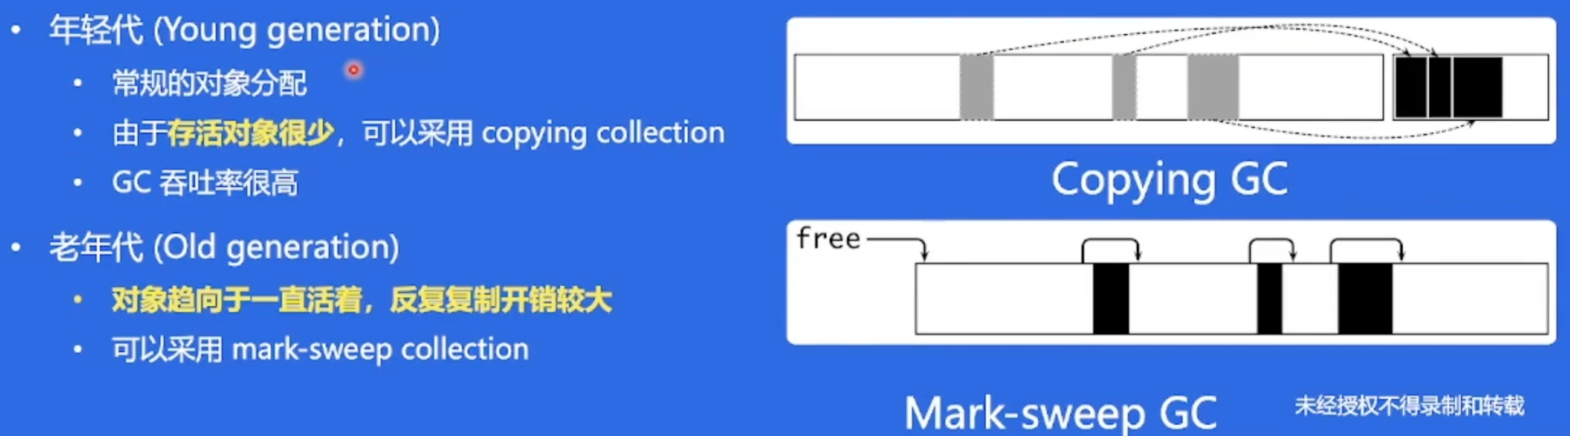 • 年轻代 (Young generation)
• 常规的对象分配
• 由于存活对象很少，可以采用 copying collection
• GC 吞吐率很高
• 老年代 (Old generation)
• 对象趋向于一直活着，反复复制开销较大
• 可以采用 mark-sweep collection
Copying GC
free
Mark-sweep GC
未经授权不得录制和转载